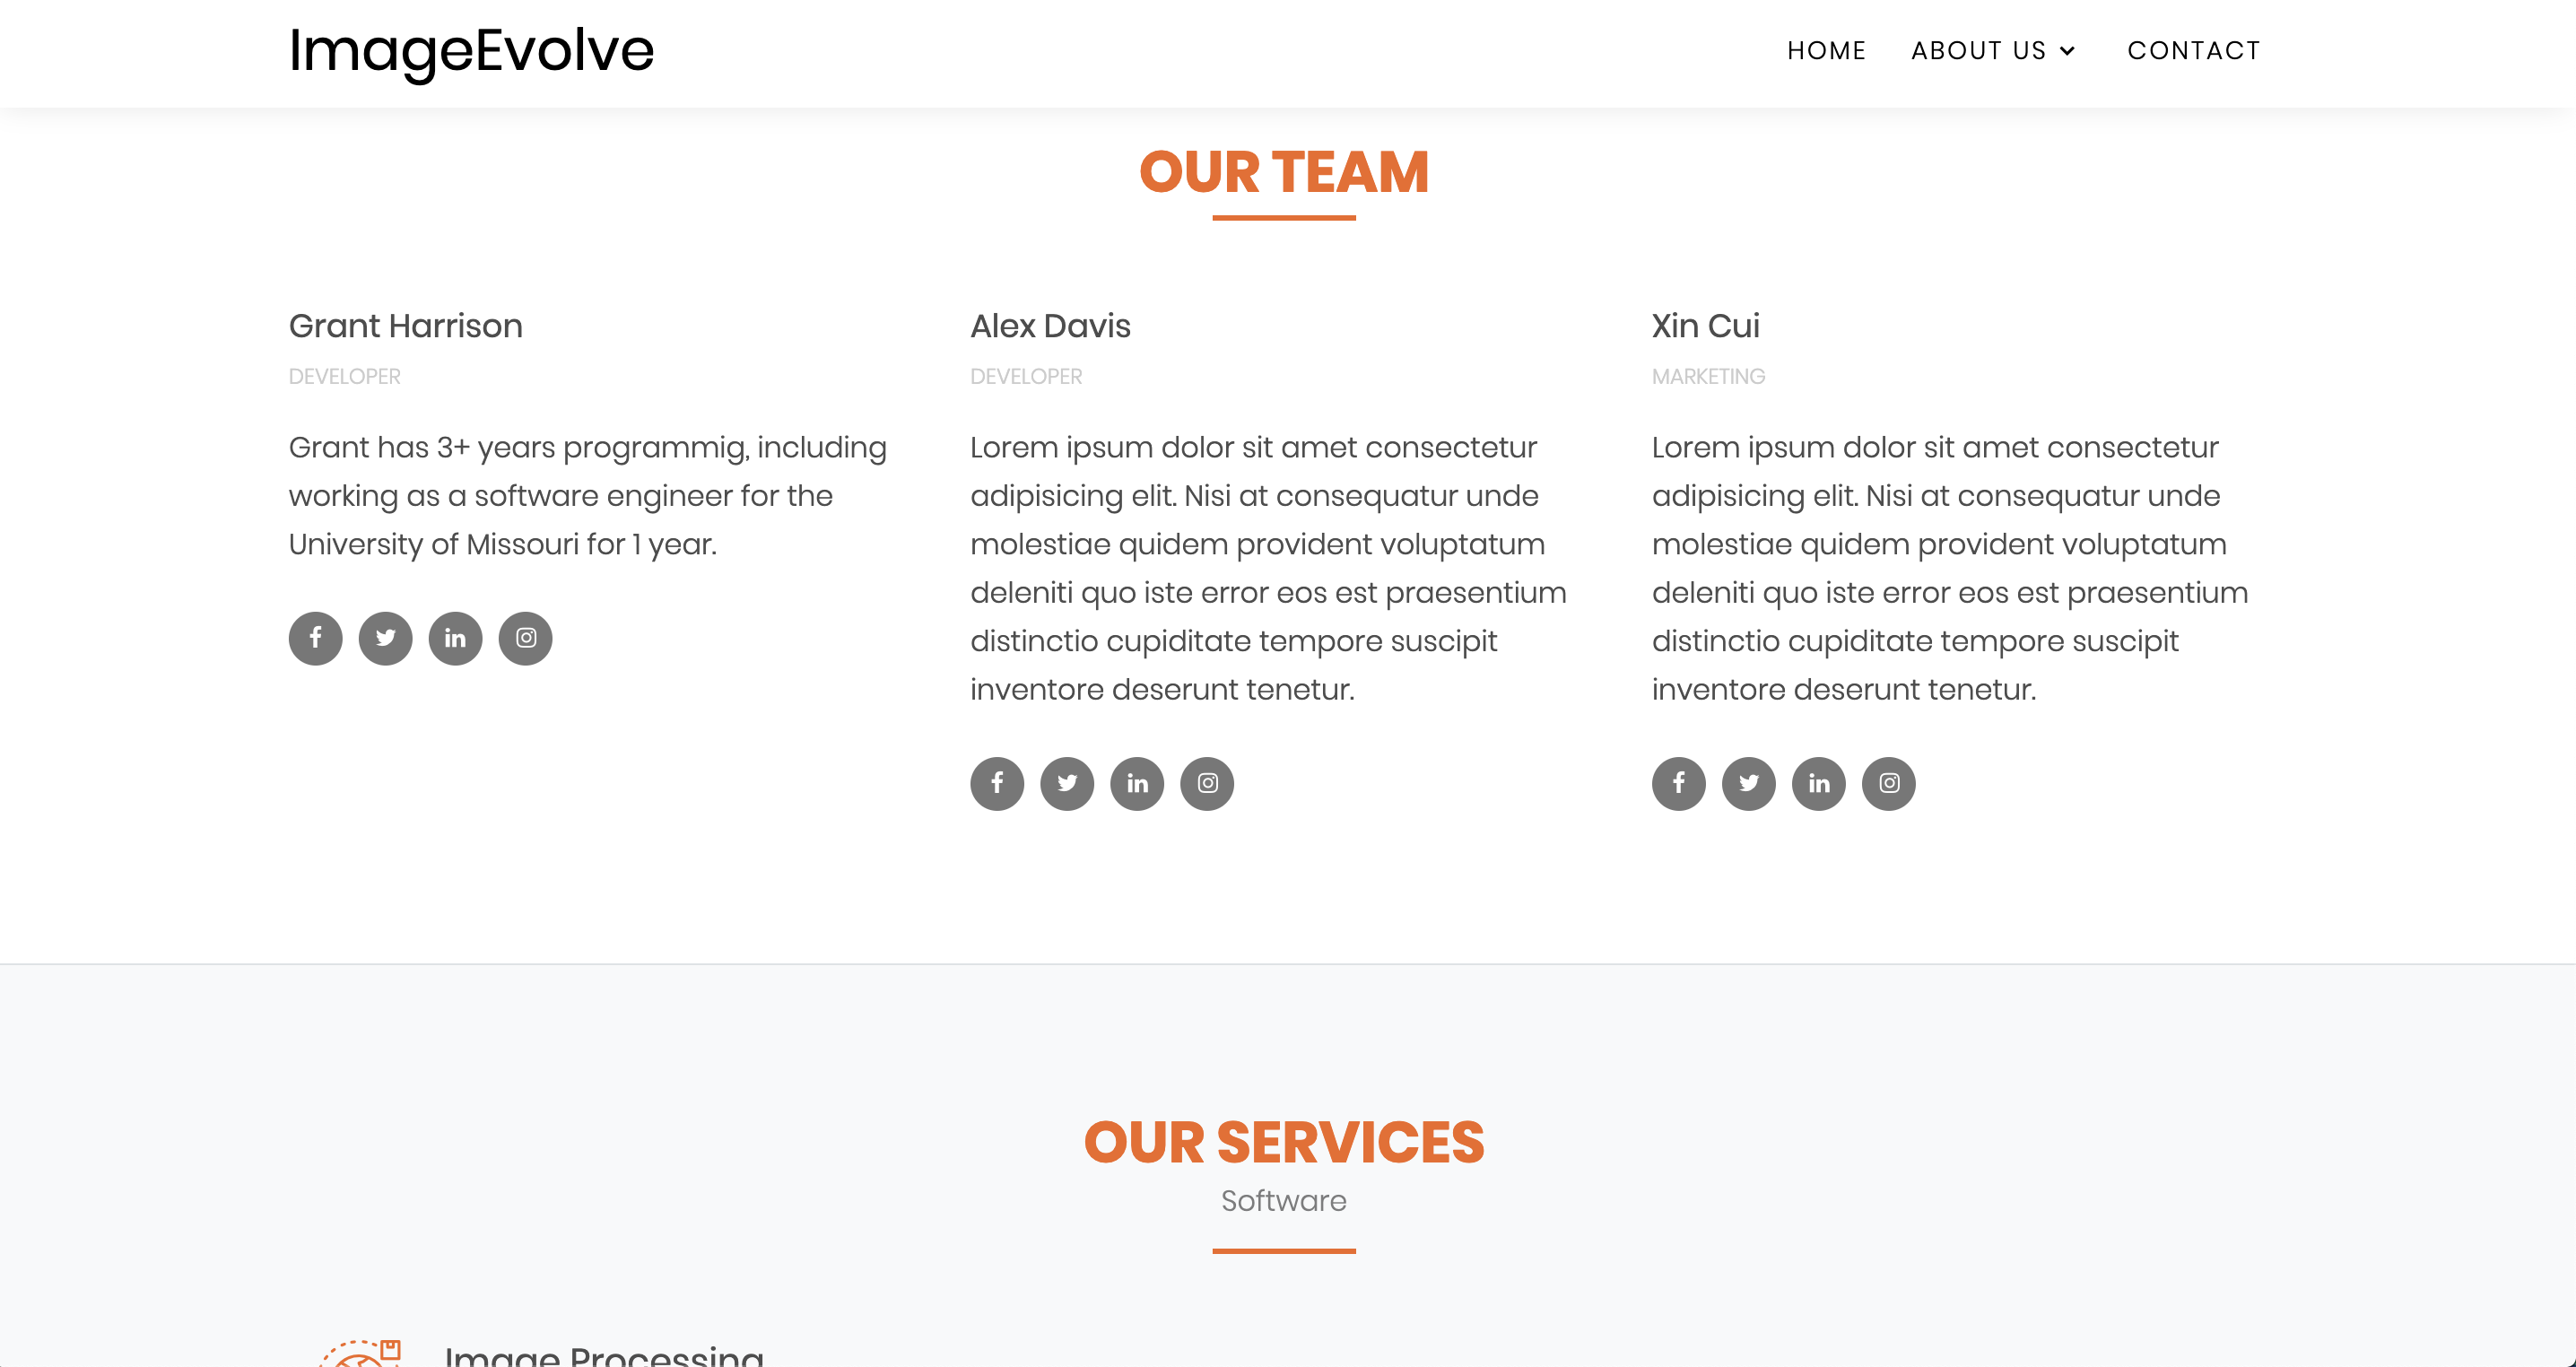 ImageEvolve
HOME ABOUT US CONTACT
OUR TEAM
Grant Harrison
DEVELOPER
Grant has 3+ years programmig, including
working as a software engineer for the
University of Missouri for 1 year.
Alex Davis
DEVELOPER
Lorem ipsum dolor sit amet consectetur
adipisicing elit. Nisi at consequatur unde
molestiae quidem provident voluptatum
deleniti quo iste error eos est praesentium
distinctio cupiditate tempore suscipit
inventore deserunt tenetur.
Xin Cui
MARKETING
Lorem ipsum dolor sit amet consectetur
adipisicing elit. Nisi at consequatur unde
molestiae quidem provident voluptatum
deleniti quo iste error eos est praesentium
distinctio cupiditate tempore suscipit
inventore deserunt tenetur.
OUR SERVICES
Software
Image Processing